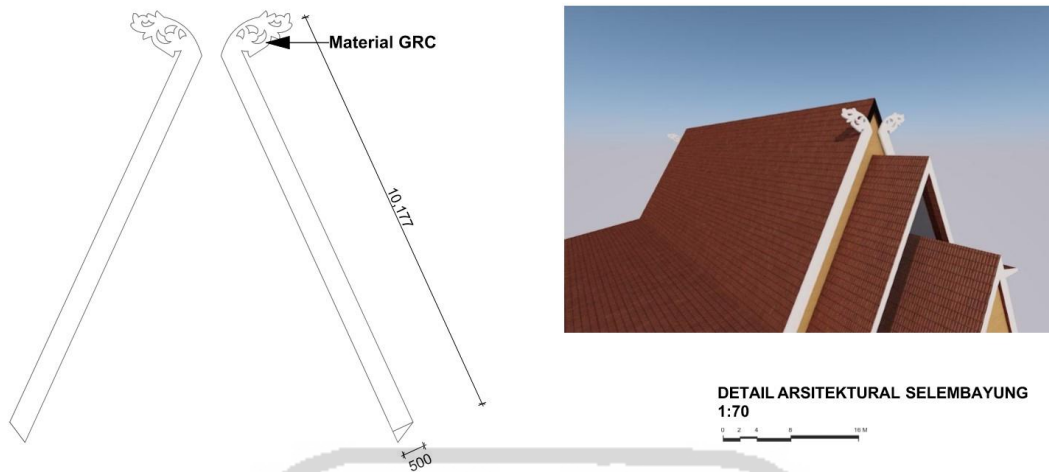 Material GRC
10,177
500
DETAIL ARSITEKTURAL SELEMBAYUNG
1:70
0 2 4 8 16 M